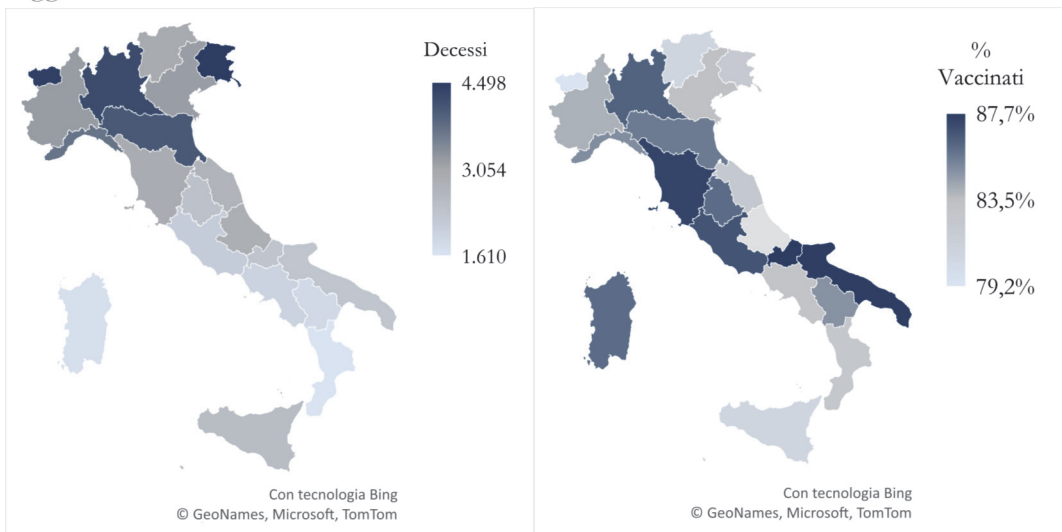 Decessi
4.498
3.054
1.610
Con tecnologia Bing
© GeoNames, Microsoft, TomTom
%
Vaccinati
87,7%
83,5%
79,2%
Con tecnologia Bing
© GeoNames, Microsoft, TomTom